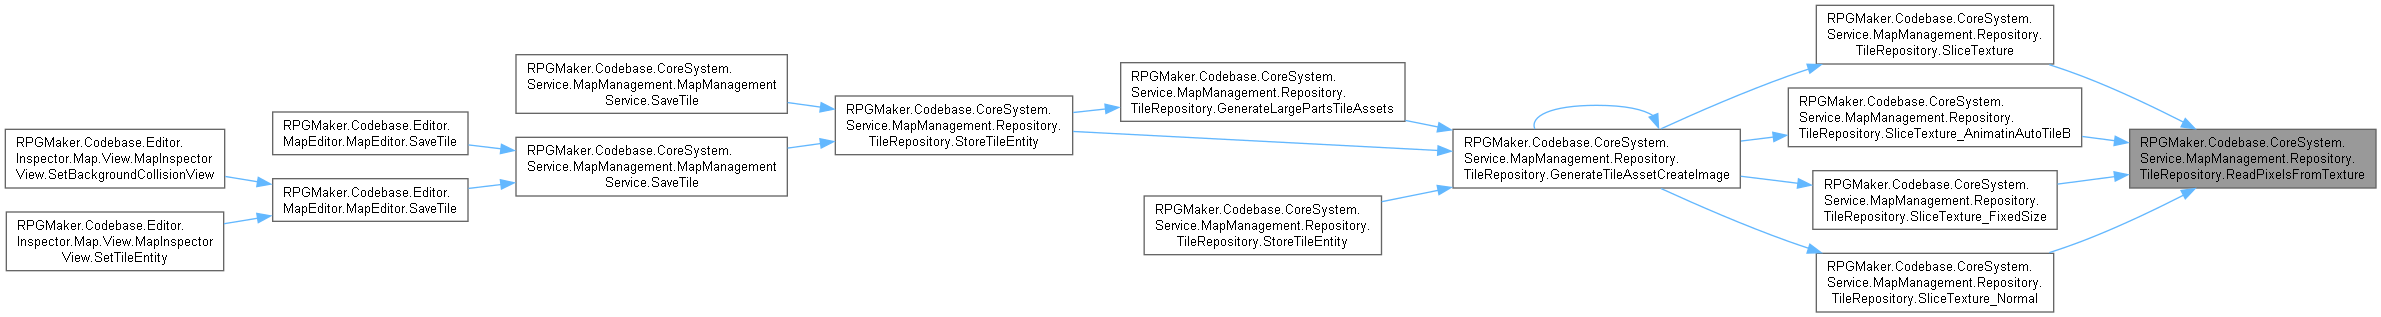 RPGMaker.Codebase.Editor.
Inspector.Map.View.MapInspector
View.SetBackgroundCollisionView
RPGMaker.Codebase.Editor.
Inspector.Map.View.MapInspector
View.SetTileEntity
RPGMaker.Codebase.Editor.
MapEditor.MapEditor.SaveTile
RPGMaker.Codebase.Editor.
MapEditor.MapEditor.SaveTile
RPGMaker.Codebase.CoreSystem.
Service.MapManagement.MapManagement
Service.SaveTile
RPGMaker.Codebase.CoreSystem.
Service.MapManagement.MapManagement
Service.SaveTile
RPGMaker.Codebase.CoreSystem.
Service.MapManagement.Repository.
TileRepository.StoreTileEntity
RPGMaker.Codebase.CoreSystem.
Service.MapManagement.Repository.
TileRepository.GenerateLargePartsTileAssets
RPGMaker.Codebase.CoreSystem.
Service.MapManagement.Repository.
TileRepository.StoreTileEntity
RPGMaker.Codebase.CoreSystem.
Service.MapManagement.Repository.
TileRepository.GenerateTileAssetCreateImage
RPGMaker.Codebase.CoreSystem.
Service.MapManagement.Repository.
TileRepository.SliceTexture
RPGMaker.Codebase.CoreSystem.
Service.MapManagement.Repository.
TileRepository.SliceTexture_AnimatinAutoTileB
RPGMaker.Codebase.CoreSystem.
Service.MapManagement.Repository.
TileRepository.SliceTexture_FixedSize
RPGMaker.Codebase.CoreSystem.
Service.MapManagement.Repository.
TileRepository.SliceTexture_Normal
RPGMaker.Codebase.CoreSystem.
Service.MapManagement.Repository.
TileRepository.ReadPixelsFromTexture